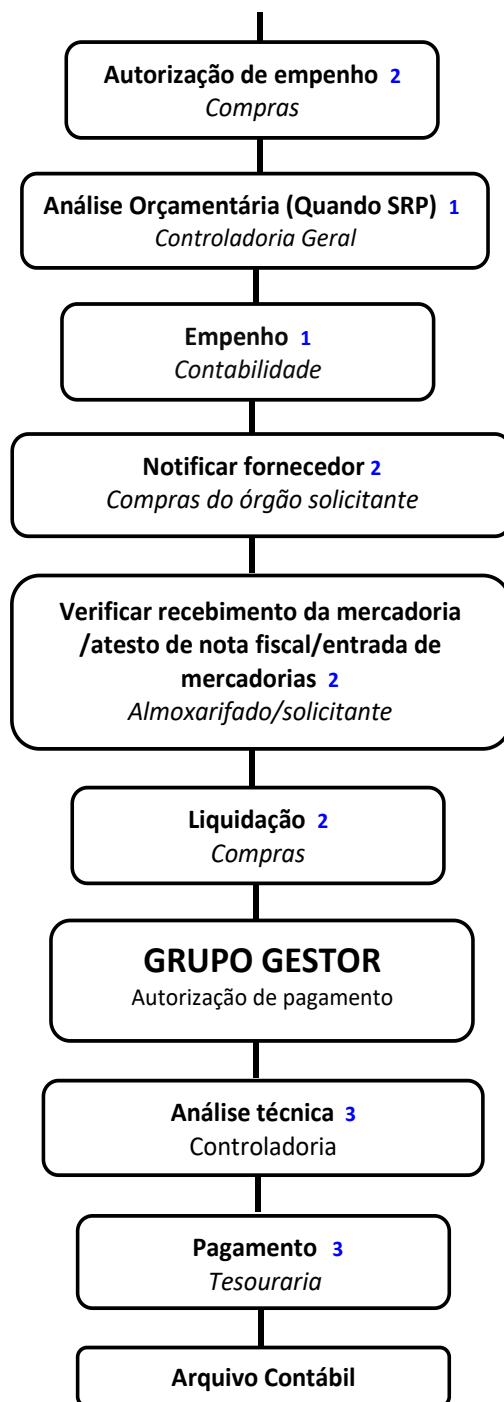 Autorização de empenho 2
Compras
Análise Orçamentária (Quando SRP) 1
Controladoria Geral
Empenho 1
Contabilidade
Notificar fornecedor 2
Compras do órgão solicitante
Verificar recebimento da mercadoria
/atesto de nota fiscal/entrada de
mercadorias 2
Almoxarifado/solicitante
Liquidação 2
Compras
GRUPO GESTOR
Autorização de pagamento
Análise técnica 3
Controladoria
Pagamento 3
Tesouraria
Arquivo Contábil